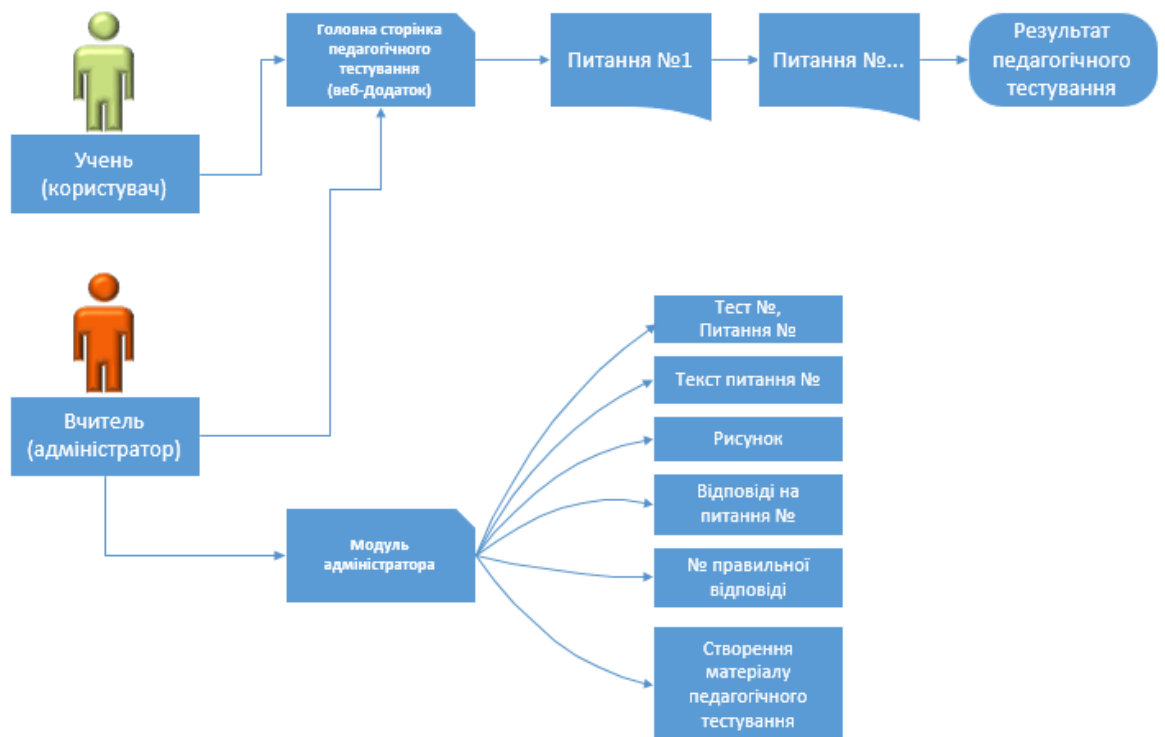 Головна сторінка
педагогічного
тестування
(веб-Додаток)
Питання №1
Питання №...
Результат
педагогічного
тестування
Учень
(користувач)
Вчитель
(адміністратор)
Модуль
адміністратора
Тест №,
Питання №
Текст питання №
Рисунок
Відповіді на
питання №
№ правильної
відповіді
Створення
матеріалу
педагогічного
тестування